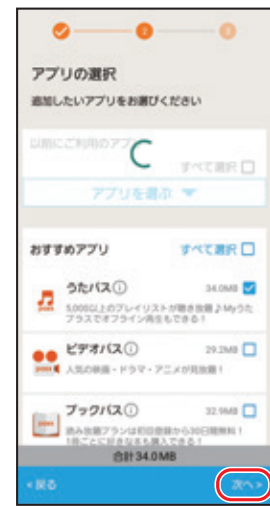 2
3
アプリの選択
追加したいアプリをお選びください
以前にご利用のアプ
すべて選択
アプリを選ぶ
おすすめアプリ すべて選択
うたパス 34.0MB
pass
5,000以上のプレイリストが聴き放題♪Myうた
プラスでオフライン再生もできる!
ビデオパス 29.2MB
pass
人気の映画・ドラマ・アニメが見放題!
ブックパス 32.9MB
読み放題プランは初回登録から30日間無料!
1冊ごとに好きな本も購入できる!
合計 34.0 MB
<戻る 次へ>